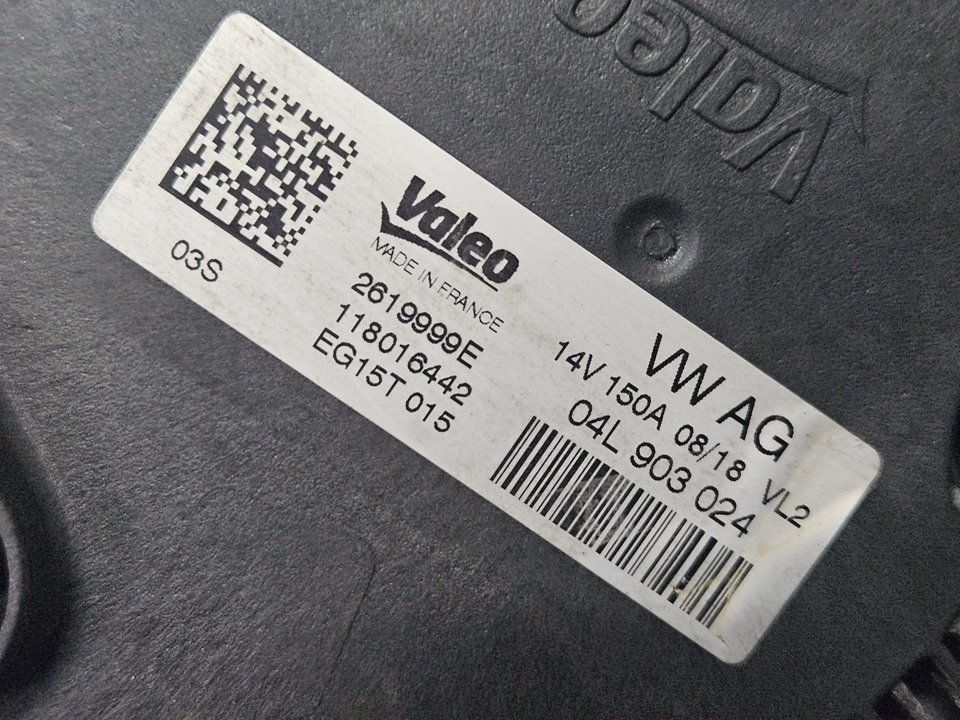 Valeo
Valeo
MADE IN FRANCE
2619999E
118016442
EG15T 015
03S
VW AG
14V 150A 08/18 VL2
04L 903 024